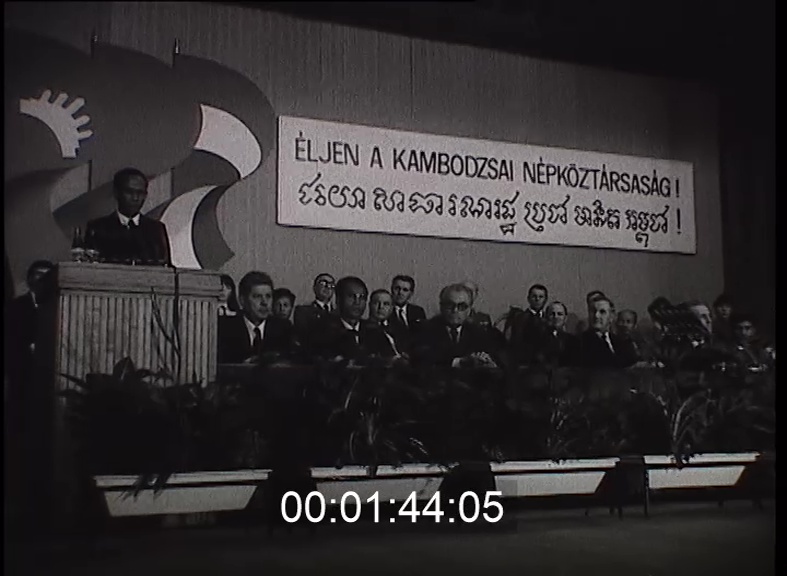 ÉLJEN A KAMBODZSAI NÉPKÖZTÁRSASÁG!
ជយោ សាធារណរដ្ឋ ប្រជាមានិត កម្ពុជា!
00:01:44:05